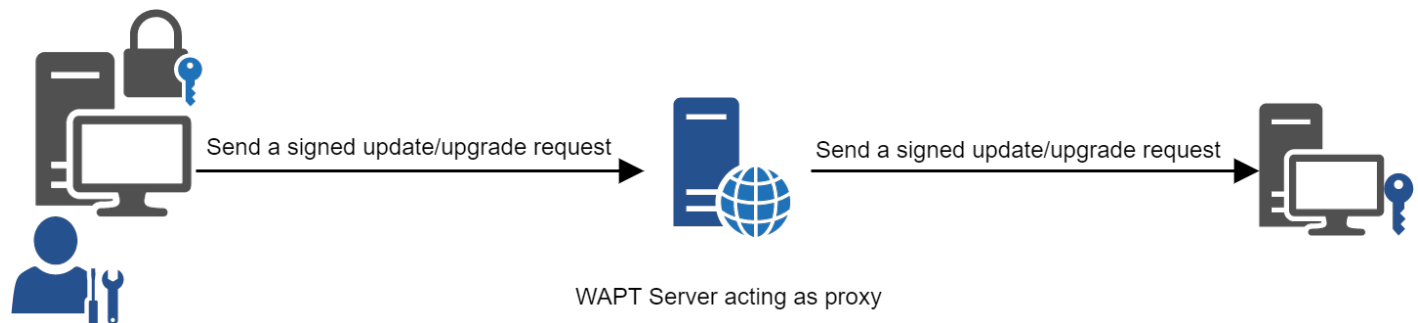 Send a signed update/upgrade request
Send a signed update/upgrade request
WAPT Server acting as proxy